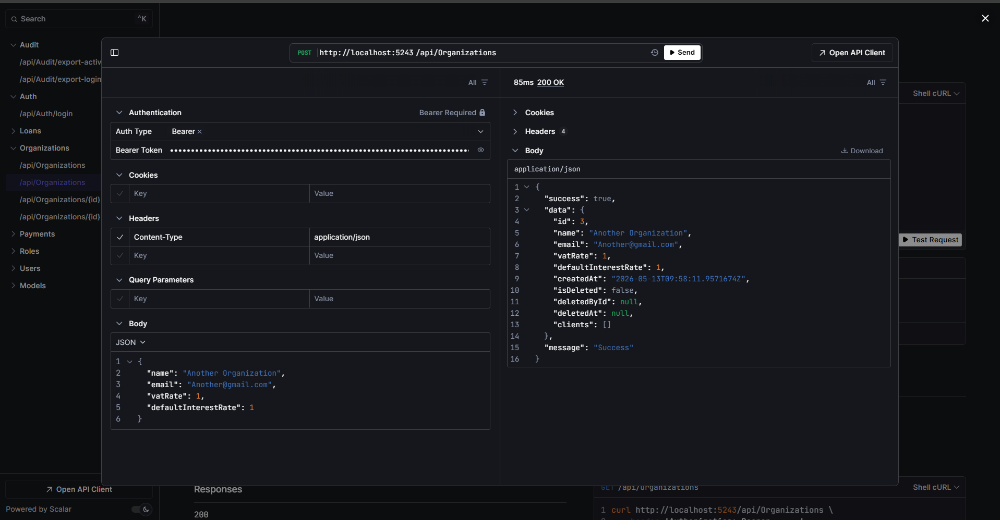 Search ^K
Audit
/api/Audit/export-activ
/api/Audit/export-login
Auth
/api/Auth/login
Loans
Organizations
/api/Organizations
/api/Organizations
/api/Organizations/{id}
/api/Organizations/{id}
Payments
Roles
Users
Models
Open API Client
Powered by Scalar
POST http://localhost:5243 /api/Organizations
Send
Open API Client
All
Authentication Bearer Required
Auth Type Bearer
Bearer Token
Cookies
Key Value
Headers
Content-Type application/json
Key Value
Query Parameters
Key Value
Body
JSON
1 {
2 "name": "Another Organization",
3 "email": "Another@gmail.com",
4 "vatRate": 1,
5 "defaultInterestRate": 1
6 }
85ms 200 OK All
Cookies
Headers 4
Body Download
application/json
1 {
2 "success": true,
3 "data": {
4 "id": 3,
5 "name": "Another Organization",
6 "email": "Another@gmail.com",
7 "vatRate": 1,
8 "defaultInterestRate": 1,
9 "createdAt": "2026-05-13T09:58:11.9571674Z",
10 "isDeleted": false,
11 "deletedById": null,
12 "deletedAt": null,
13 "clients": []
14 },
15 "message": "Success"
16 }
Shell cURL
Test Request
Responses
200
GET /api/Organizations Shell cURL
1 curl http://localhost:5243/api/Organizations \